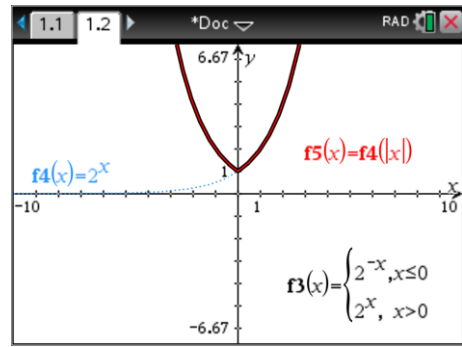 1.1 1.2 *Doc RAD
6.67 y
f5(x)=f4(|x|)
f4(x)=2^x
1
x
-10 1 10
f3(x)={2^-x, x≤0
2^x, x>0
-6.67